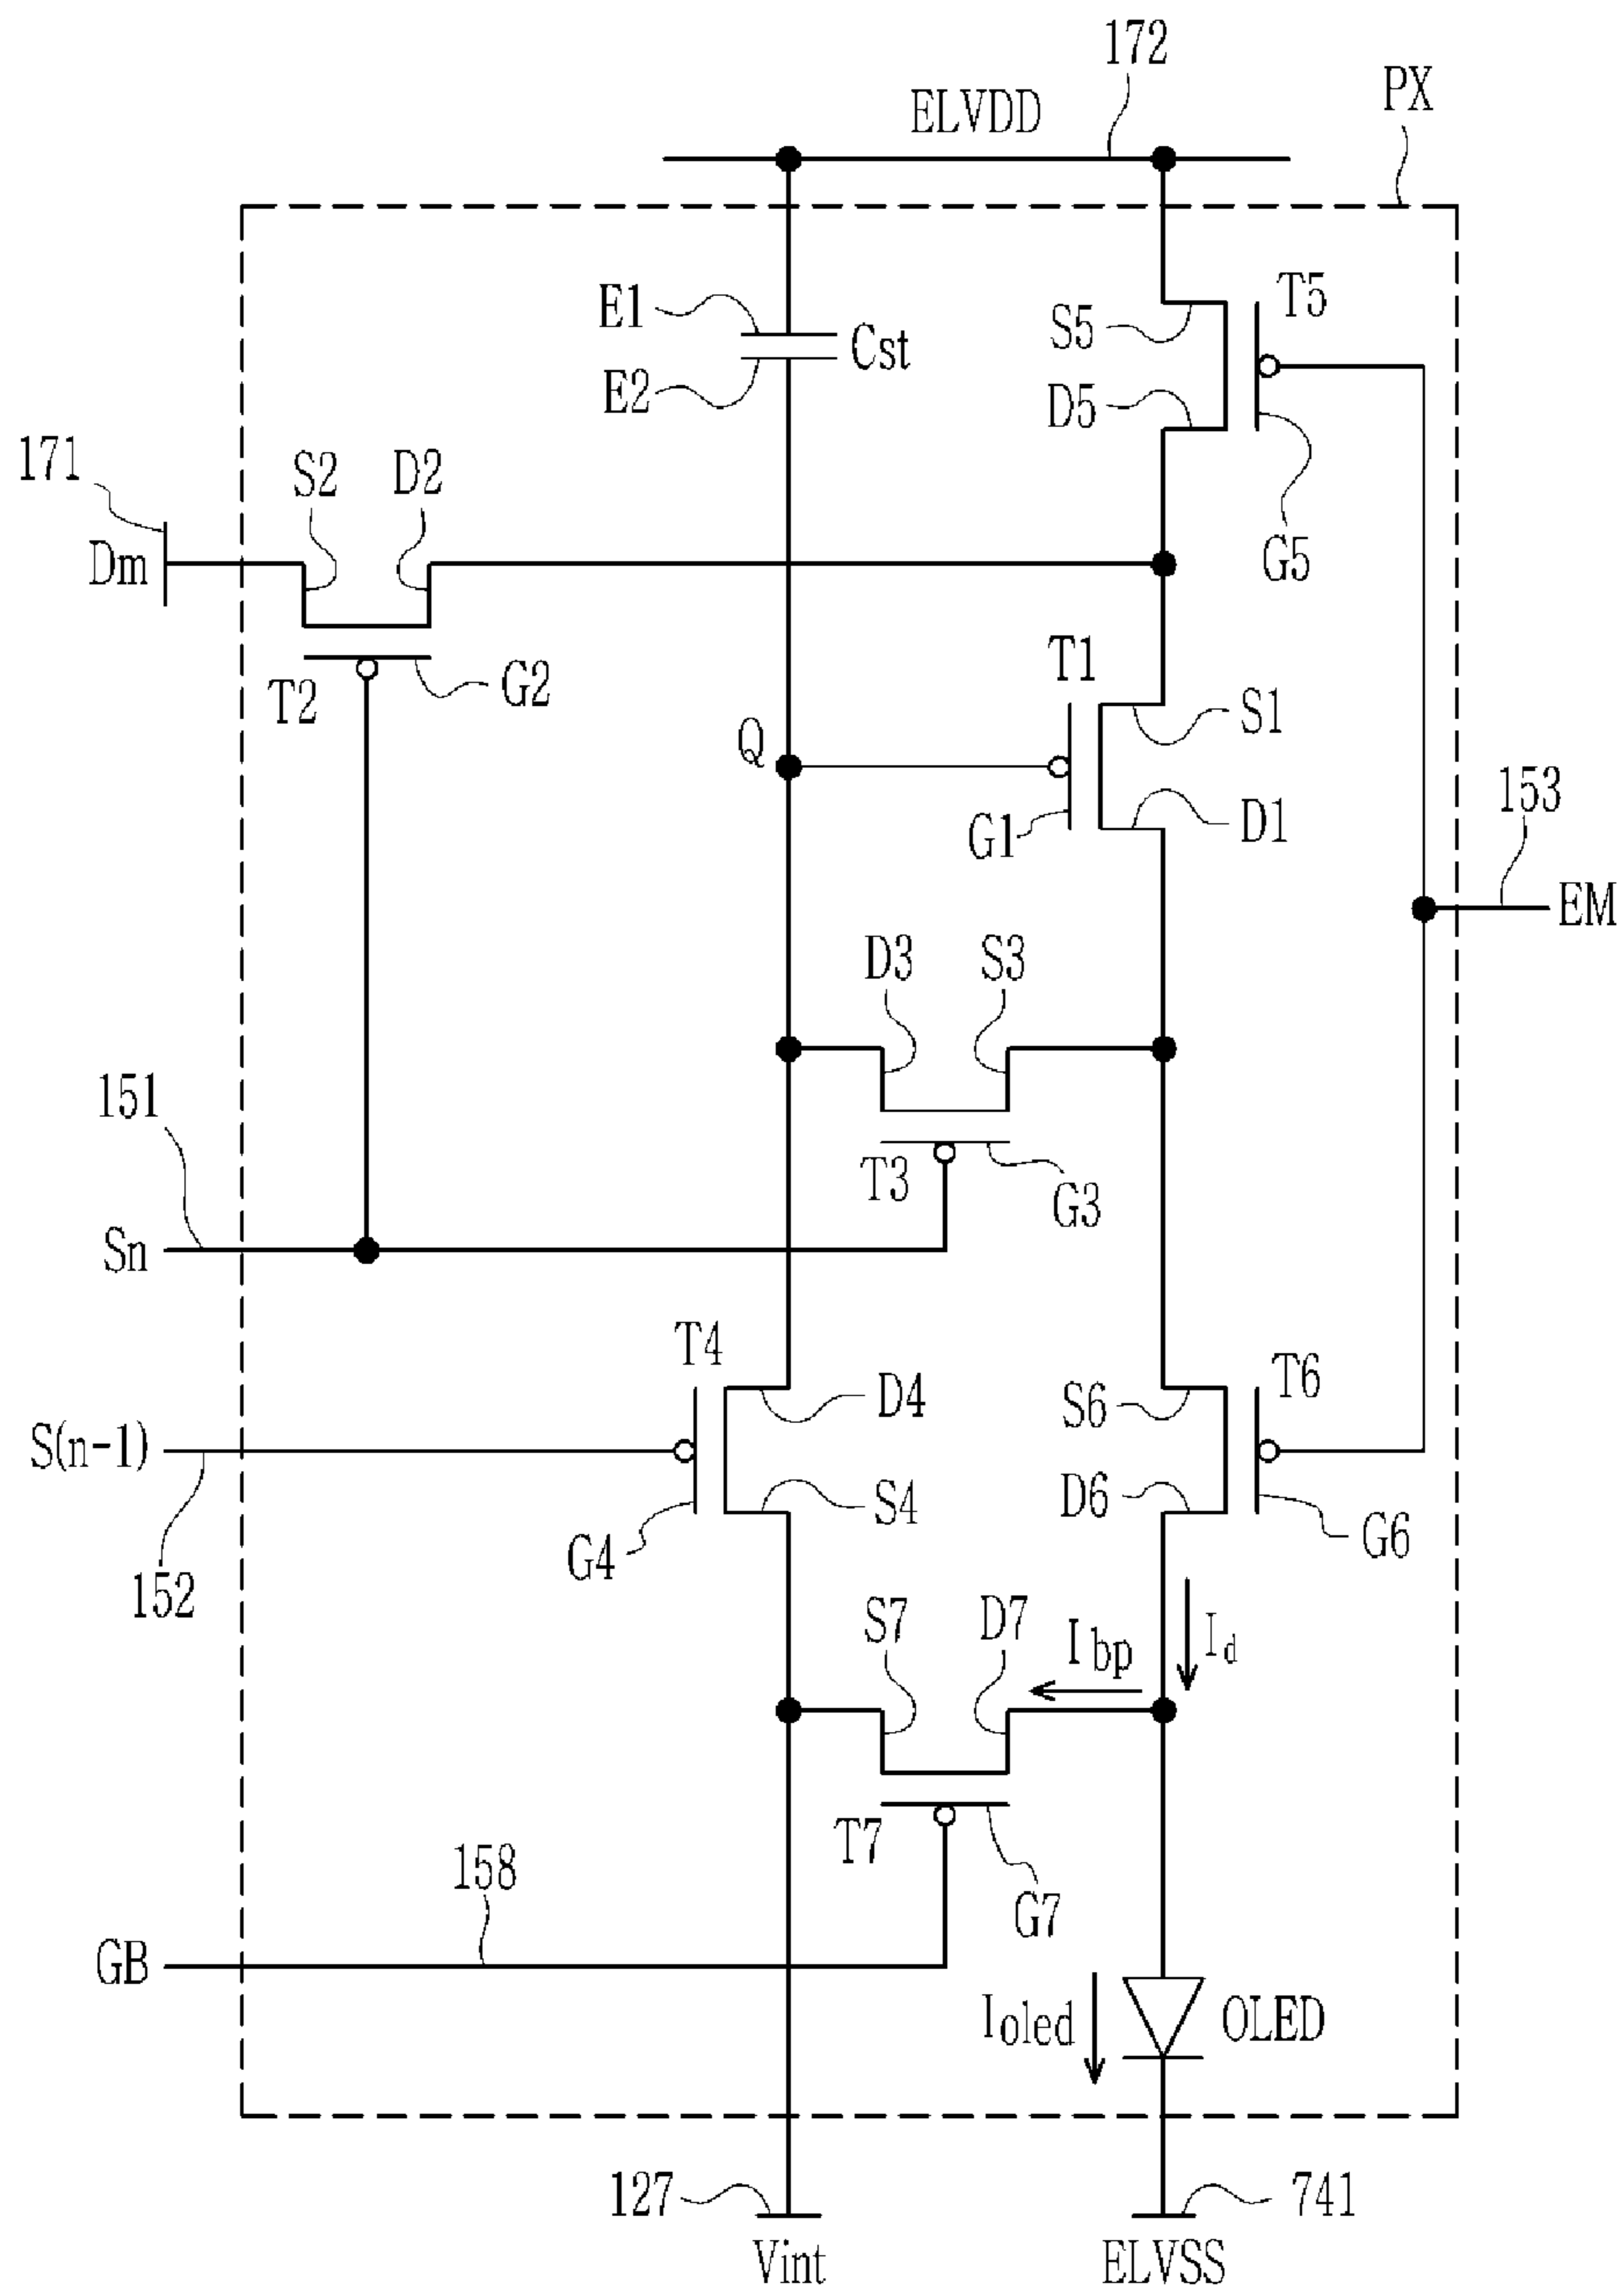 172
ELVDD
PX
E1
Cst
E2
S5
T5
D5
G5
171
S2
D2
Dm
T2
G2
T1
S1
Q
G1
D1
153
EM
D3
S3
151
T3
G3
Sn
T4
D4
S6
T6
S(n-1)
S4
D6
G4
G6
152
S7
D7
Ibp
Id
T7
158
G7
GB
Ioled
OLED
127
741
Vint
ELVSS